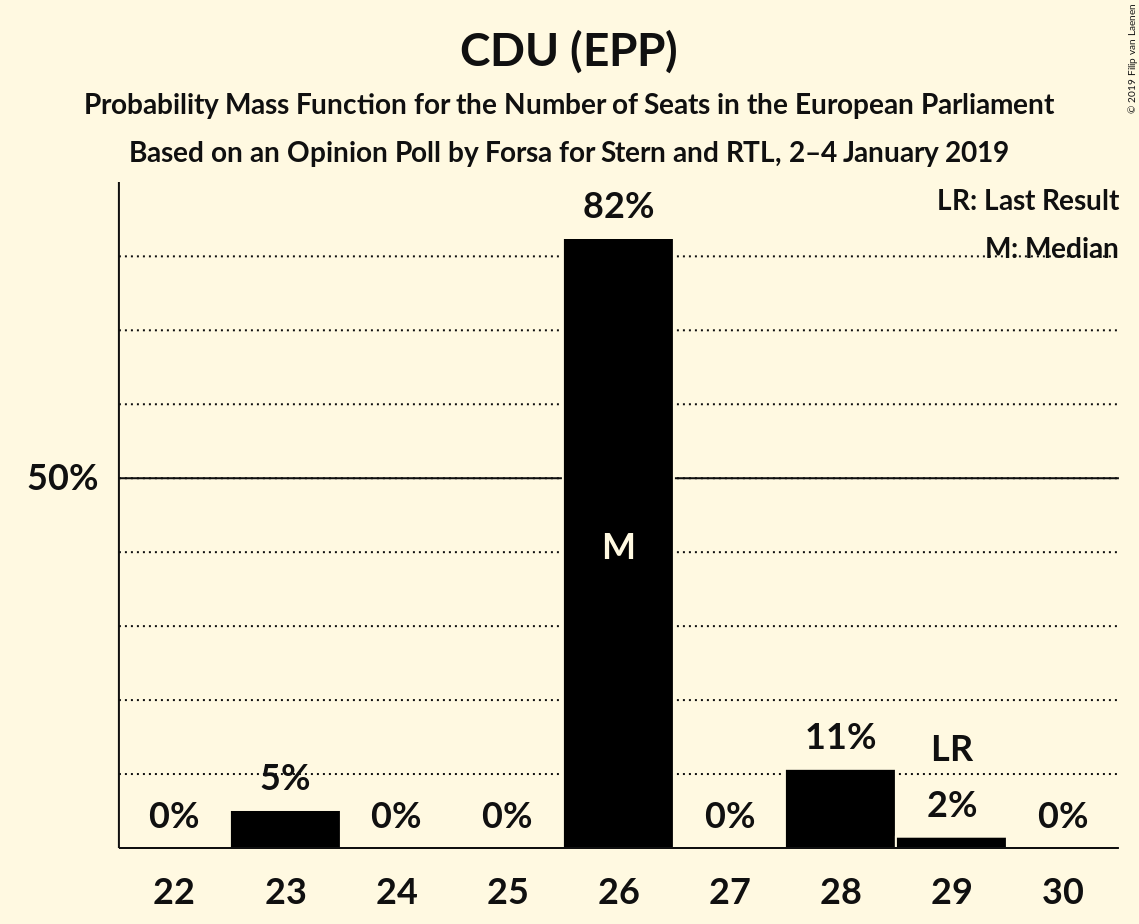 CDU (EPP)
Probability Mass Function for the Number of Seats in the European Parliament
Based on an Opinion Poll by Forsa for Stern and RTL, 2–4 January 2019
© 2019 Filip van Laenen
LR: Last Result
M: Median
82%
50%
M
11%
LR
5%
2%
0%
0%
0%
0%
0%
22 23 24 25 26 27 28 29 30